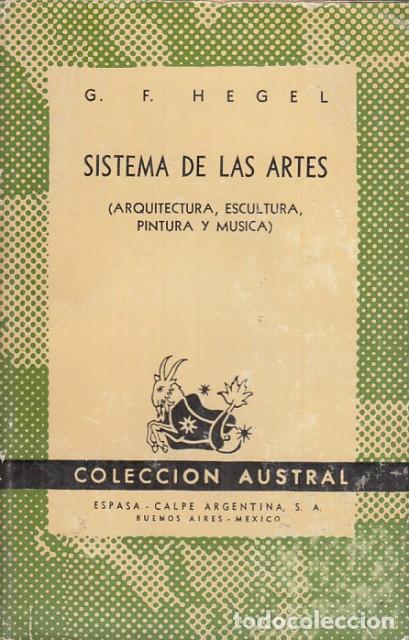 G. F. HEGEL
SISTEMA DE LAS ARTES
(ARQUITECTURA, ESCULTURA,
PINTURA Y MUSICA)
COLECCION AUSTRAL
ESPASA - CALPE ARGENTINA, S. A.
BUENOS AIRES - MEXICO
todocoleccion